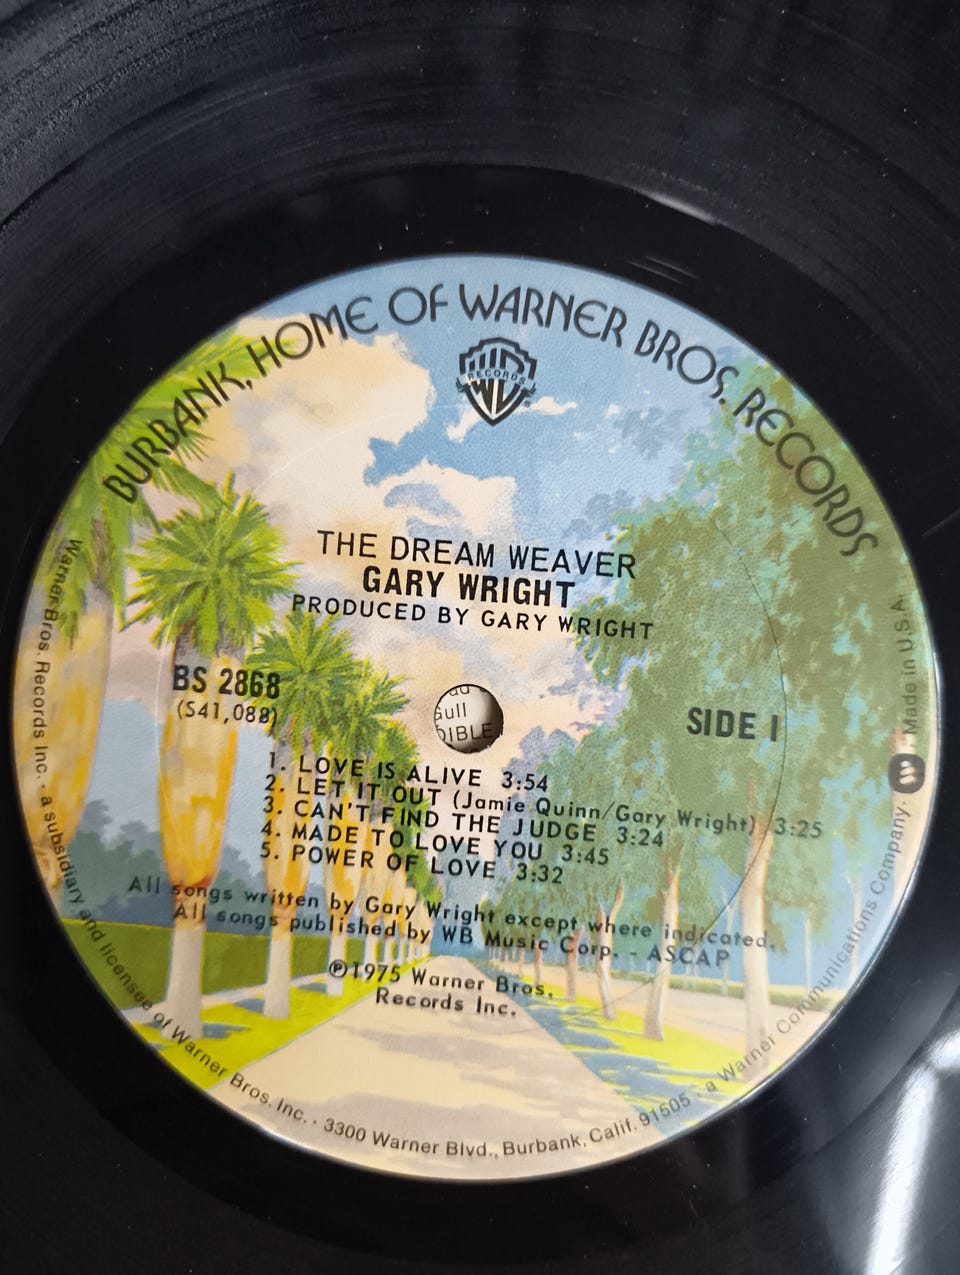 BURBANK, HOME OF WARNER BROS. RECORDS
RECORDS
THE DREAM WEAVER
GARY WRIGHT
PRODUCED BY GARY WRIGHT
BS 2868
(S41,088)
SIDE 1
Gull
DIBLE
1. LOVE IS ALIVE 3:54
2. LET IT OUT (Jamie Quinn/Gary Wright) 3:25
3. CAN'T FIND THE JUDGE 3:24
4. MADE TO LOVE YOU 3:45
5. POWER OF LOVE 3:32
All songs written by Gary Wright except where indicated.
All songs published by WB Music Corp. - ASCAP
℗1975 Warner Bros.
Records Inc.
Warner Bros. Records Inc. · a subsidiary and licensee of Warner Bros. Inc. · 3300 Warner Blvd., Burbank, Calif. 91505 · a Warner Communications Company · Made in U.S.A.